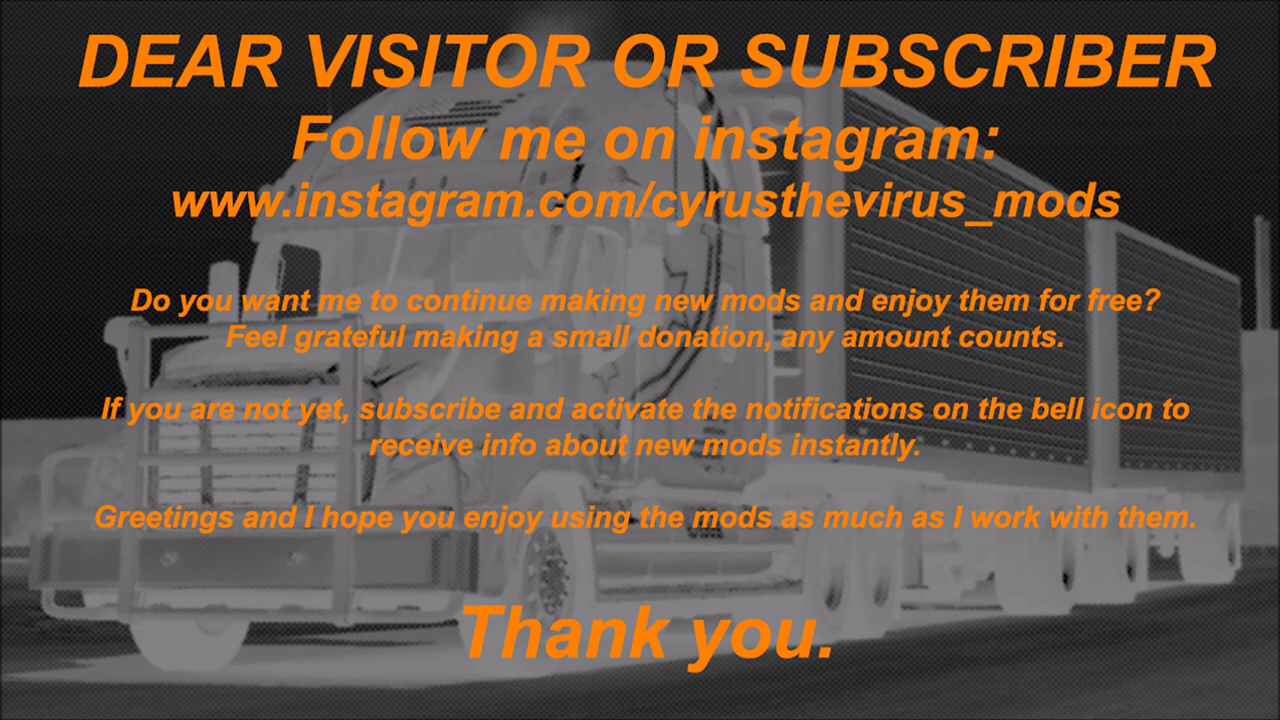 DEAR VISITOR OR SUBSCRIBER
Follow me on instagram:
www.instagram.com/cyrusthevirus_mods
Do you want me to continue making new mods and enjoy them for free?
Feel grateful making a small donation, any amount counts.
If you are not yet, subscribe and activate the notifications on the bell icon to
receive info about new mods instantly.
Greetings and I hope you enjoy using the mods as much as I work with them.
Thank you.